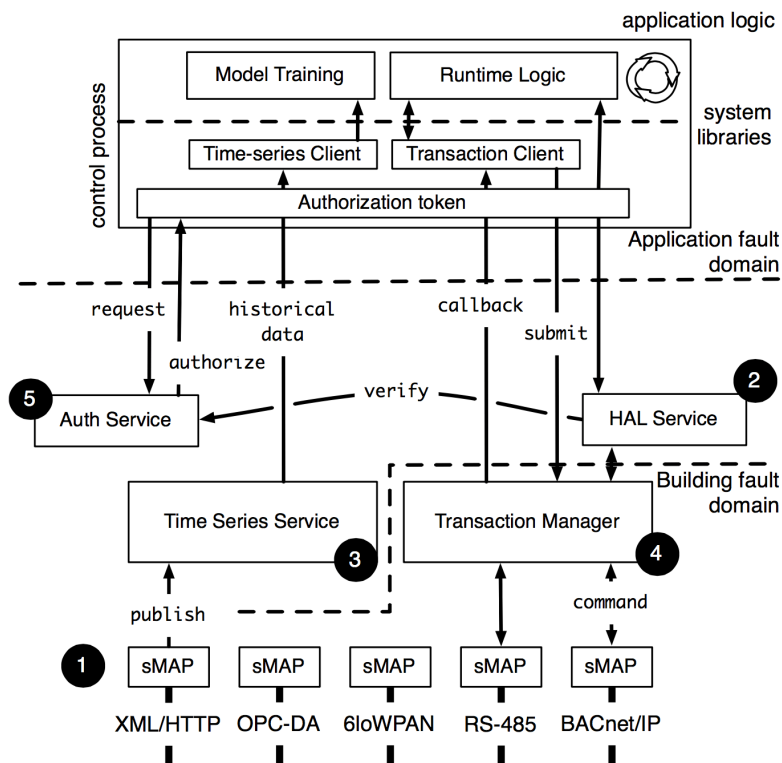 application logic
Model Training
Runtime Logic
control process
system
libraries
Time-series Client
Transaction Client
Authorization token
Application fault
domain
request
historical
data
callback
authorize
submit
5
Auth Service
verify
2
HAL Service
Building fault
domain
Time Series Service
3
Transaction Manager
4
publish
command
1
sMAP
sMAP
sMAP
sMAP
sMAP
XML/HTTP
OPC-DA
6loWPAN
RS-485
BACnet/IP